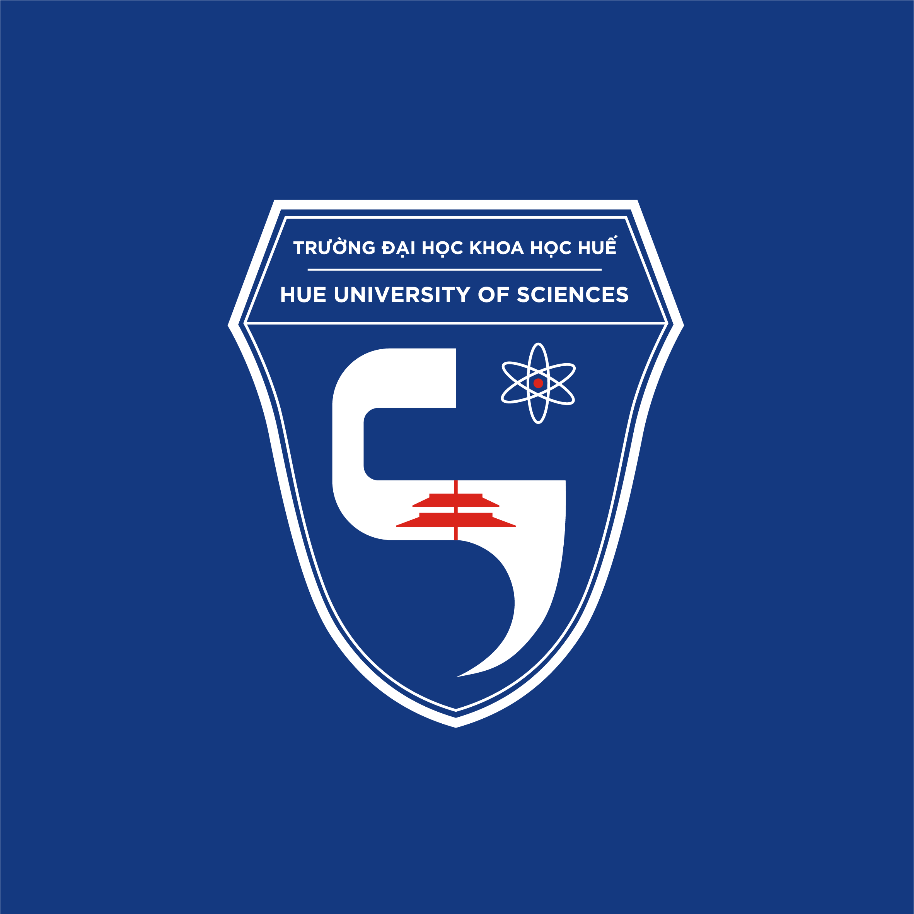 TRƯỜNG ĐẠI HỌC KHOA HỌC HUẾ
HUE UNIVERSITY OF SCIENCES